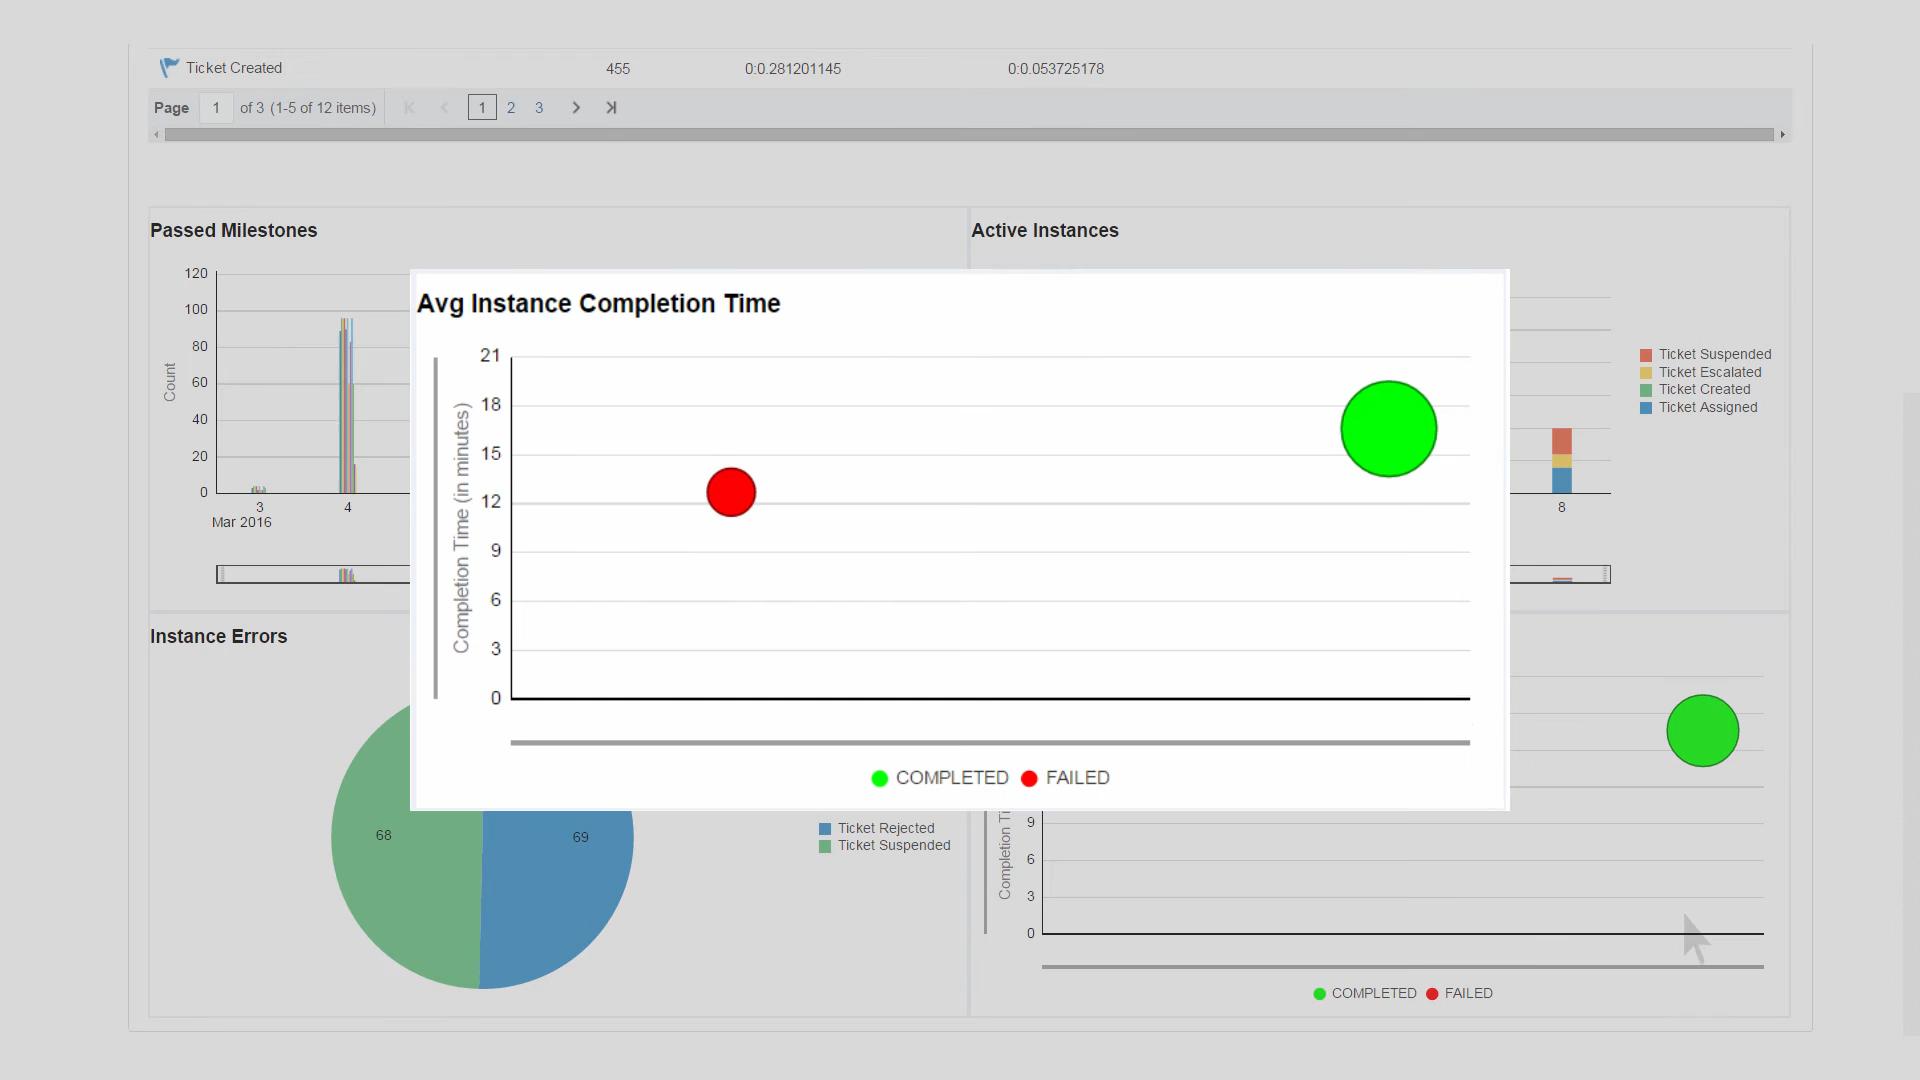 Ticket Created 455 0:0.281201145 0:0.053725178
Page 1 of 3 (1-5 of 12 items) 1 2 3
Passed Milestones
120
100
80
60
40
20
0
Count
3
4
Mar 2016
Active Instances
Ticket Suspended
Ticket Escalated
Ticket Created
Ticket Assigned
8
Avg Instance Completion Time
21
18
15
12
9
6
3
0
Completion Time (in minutes)
COMPLETED FAILED
Instance Errors
68
69
Ticket Rejected
Ticket Suspended
9
6
3
0
Completion Ti
COMPLETED FAILED